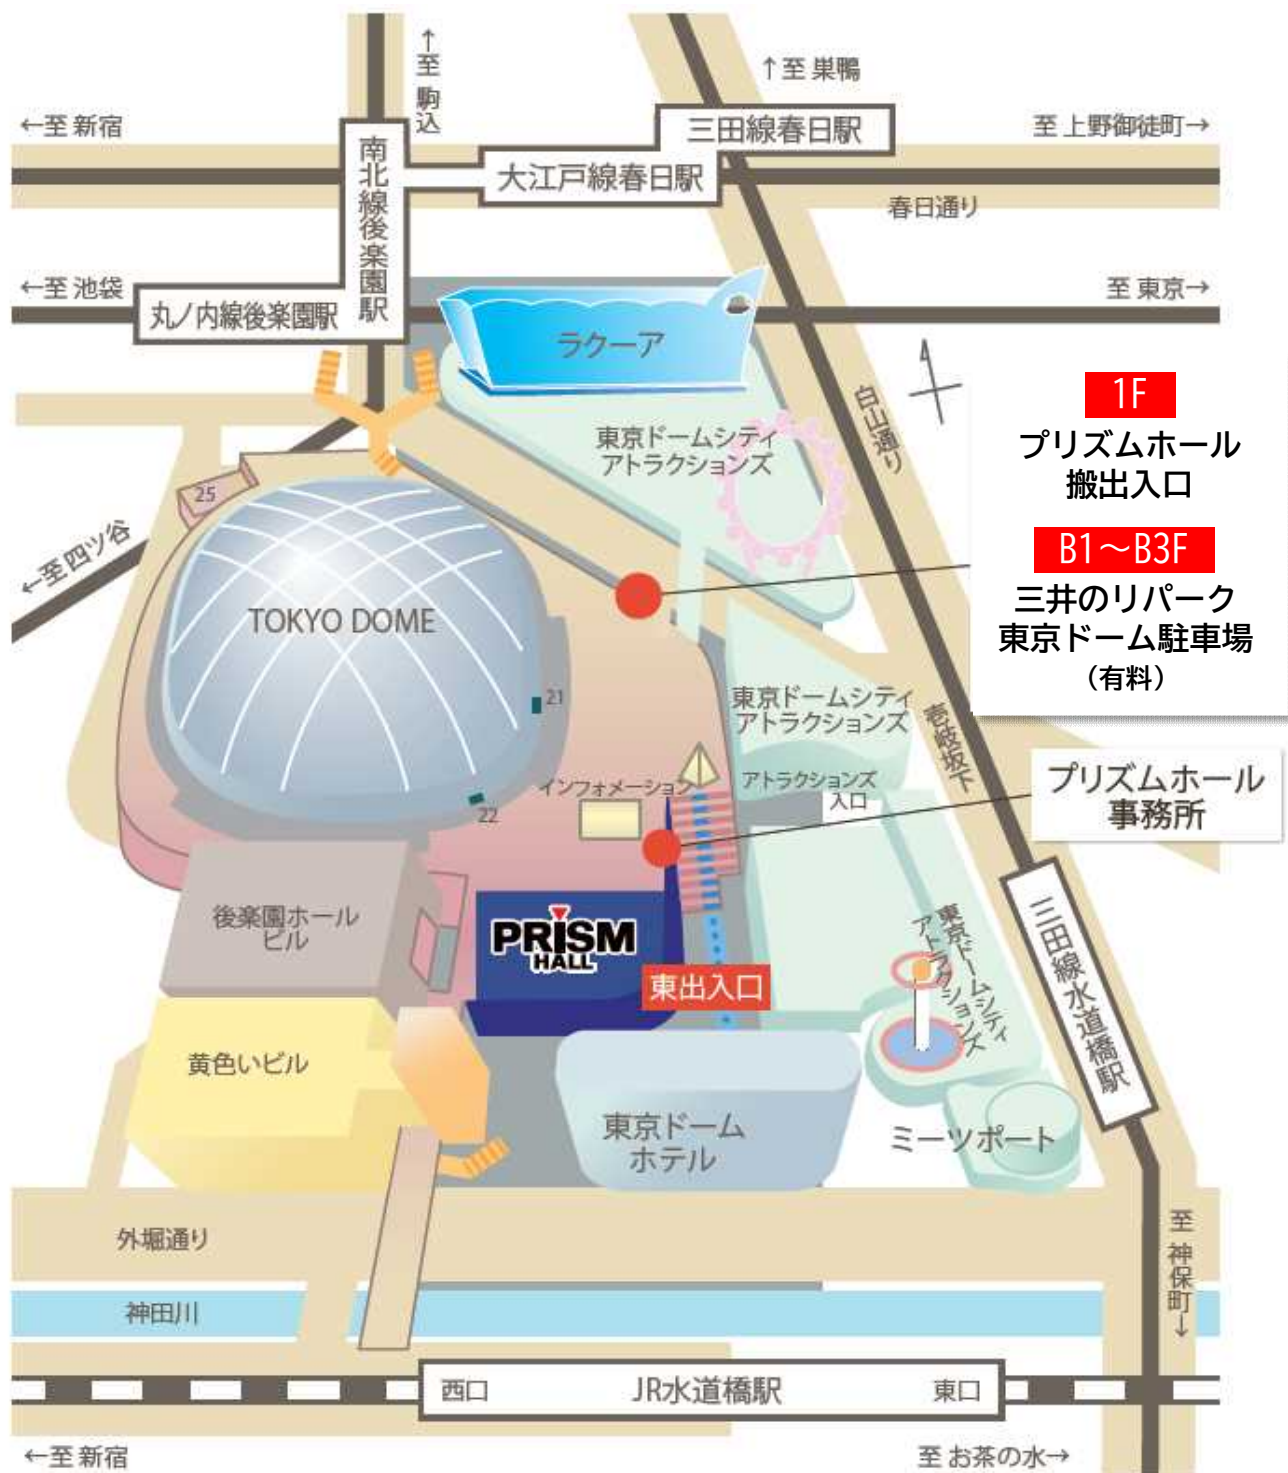 ↑至 駒込
↑至 巣鴨
←至 新宿
三田線春日駅
至 上野御徒町→
南北線後楽園駅
大江戸線春日駅
春日通り
←至 池袋
至 東京→
丸ノ内線後楽園駅
ラクーア
4
白山通り
1F
プリズムホール
搬出入口
東京ドームシティ
アトラクションズ
25
←至四ツ谷
B1～B3F
三井のリパーク
東京ドーム駐車場
（有料）
TOKYO DOME
21
東京ドームシティ
アトラクションズ
壱岐坂下
インフォメーション
アトラクションズ
入口
22
プリズムホール
事務所
後楽園ホール
ビル
PRISM
HALL
東出入口
東京ドームシティ
アトラクションズ
三田線水道橋駅
黄色いビル
東京ドーム
ホテル
ミーツポート
外堀通り
至 神保町→
神田川
西口
JR水道橋駅
東口
←至 新宿
至 お茶の水→